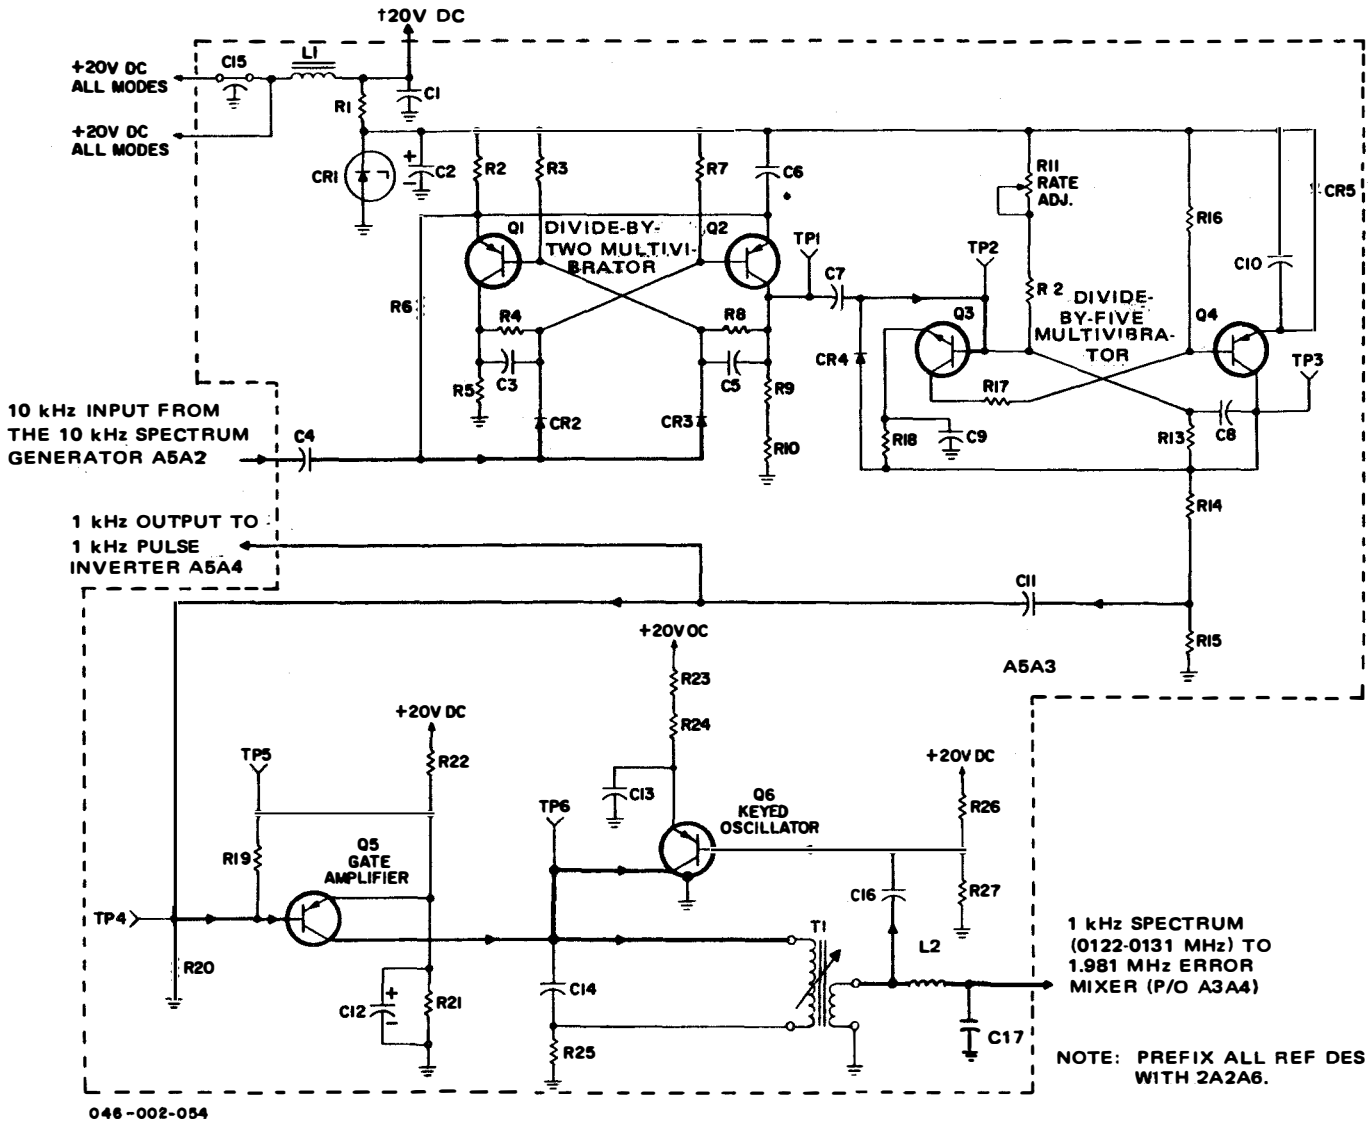 †20V DC
+20V DC
ALL MODES
C15
L1
R1
C1
+20V DC
ALL MODES
CR1
+
−
C2
R2
R3
R7
C6
R11
RATE
ADJ.
R16
CR5
C10
Q1
DIVIDE-BY-
TWO MULTIVI-
BRATOR
Q2
TP1
C7
TP2
R6
R4
R8
R 2
DIVIDE-
BY-FIVE
MULTIVIBRA-
TOR
Q3
Q4
TP3
C3
C5
R5
R9
CR4
R17
CR2
CR3
R10
R18
C9
R13
C8
10 kHz INPUT FROM
THE 10 kHz SPECTRUM
GENERATOR A5A2
C4
R14
1 kHz OUTPUT TO
1 kHz PULSE
INVERTER A5A4
C11
R15
A5A3
+20V OC
R23
R24
+20V DC
R22
TP5
C13
TP6
Q6
KEYED
OSCILLATOR
+20V DC
R26
R19
Q5
GATE
AMPLIFIER
C16
R27
TP4
R20
T1
L2
1 kHz SPECTRUM
(0122-0131 MHz) TO
1.981 MHz ERROR
MIXER (P/O A3A4)
C12
+
−
R21
C14
R25
C17
NOTE: PREFIX ALL REF DES
WITH 2A2A6.
046-002-054